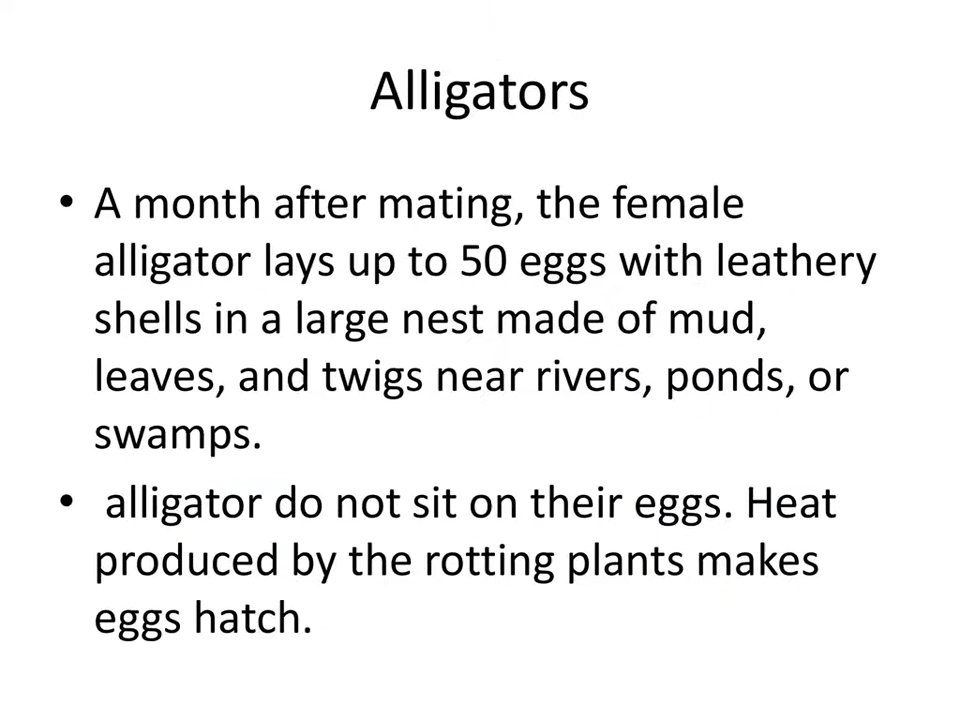 Alligators
• A month after mating, the female
alligator lays up to 50 eggs with leathery
shells in a large nest made of mud,
leaves, and twigs near rivers, ponds, or
swamps.
• alligator do not sit on their eggs. Heat
produced by the rotting plants makes
eggs hatch.